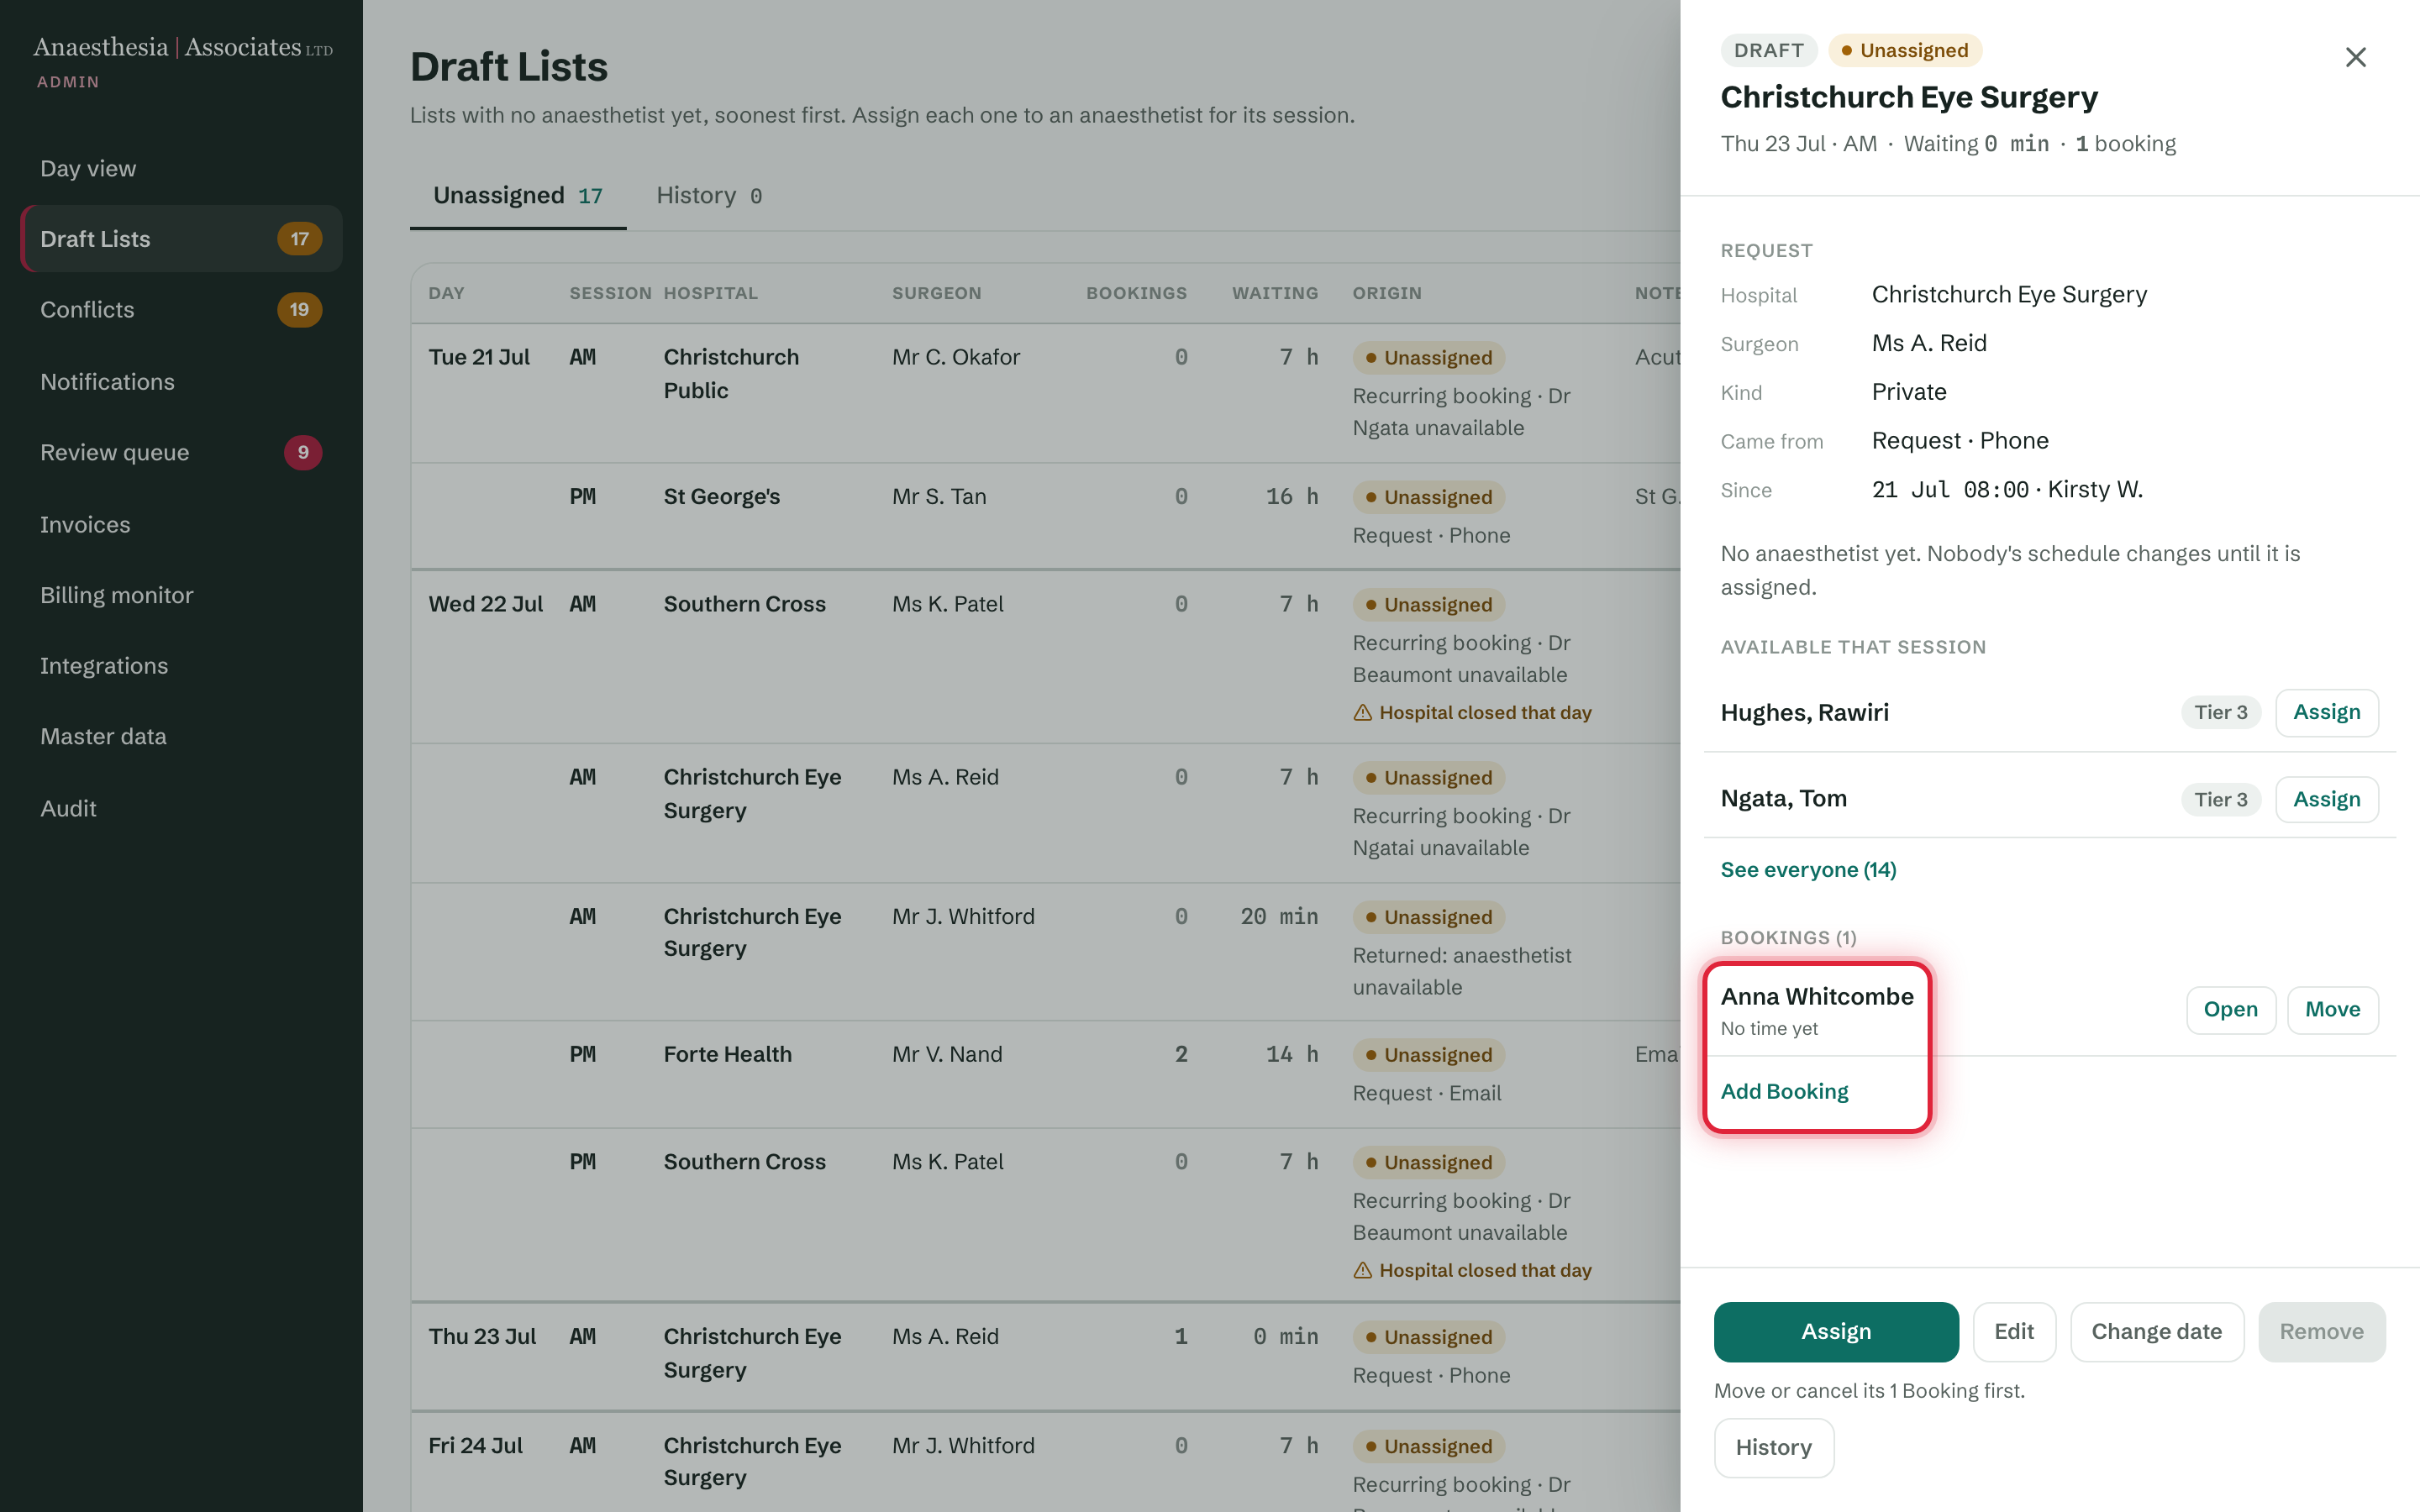 Anaesthesia | Associates LTD
ADMIN
Day view
Draft Lists 17
Conflicts 19
Notifications
Review queue 9
Invoices
Billing monitor
Integrations
Master data
Audit
Draft Lists
Lists with no anaesthetist yet, soonest first. Assign each one to an anaesthetist for its session.
Unassigned 17 History 0
DAY SESSION HOSPITAL SURGEON BOOKINGS WAITING ORIGIN
Tue 21 Jul AM Christchurch Mr C. Okafor 0 7 h Unassigned
Public
Recurring booking · Dr
Ngata unavailable
PM St George's Mr S. Tan 0 16 h Unassigned St G.
Request · Phone
Wed 22 Jul AM Southern Cross Ms K. Patel 0 7 h Unassigned
Recurring booking · Dr
Beaumont unavailable
Hospital closed that day
AM Christchurch Eye Ms A. Reid 0 7 h Unassigned
Surgery
Recurring booking · Dr
Ngatai unavailable
AM Christchurch Eye Mr J. Whitford 0 20 min Unassigned
Surgery
Returned: anaesthetist
unavailable
PM Forte Health Mr V. Nand 2 14 h Unassigned
Request · Email
PM Southern Cross Ms K. Patel 0 7 h Unassigned
Recurring booking · Dr
Beaumont unavailable
Hospital closed that day
Thu 23 Jul AM Christchurch Eye Ms A. Reid 1 0 min Unassigned
Surgery
Request · Phone
Fri 24 Jul AM Christchurch Eye Mr J. Whitford 0 7 h Unassigned
Surgery
Recurring booking · Dr
DRAFT Unassigned
Christchurch Eye Surgery
Thu 23 Jul · AM · Waiting 0 min · 1 booking
REQUEST
Hospital Christchurch Eye Surgery
Surgeon Ms A. Reid
Kind Private
Came from Request · Phone
Since 21 Jul 08:00 · Kirsty W.
No anaesthetist yet. Nobody's schedule changes until it is
assigned.
AVAILABLE THAT SESSION
Hughes, Rawiri Tier 3 Assign
Ngata, Tom Tier 3 Assign
See everyone (14)
BOOKINGS (1)
Anna Whitcombe Open Move
No time yet
Add Booking
Assign Edit Change date Remove
Move or cancel its 1 Booking first.
History